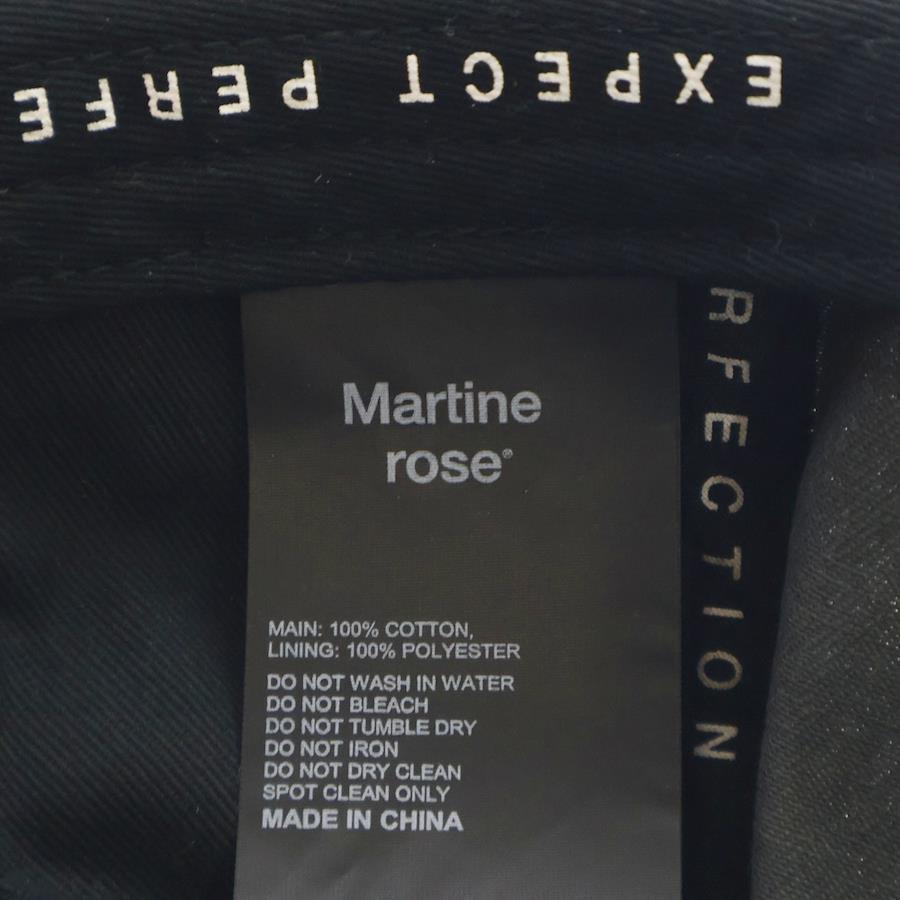 EXPECT PERFE
RFECTION
Martine
rose®
MAIN: 100% COTTON,
LINING: 100% POLYESTER
DO NOT WASH IN WATER
DO NOT BLEACH
DO NOT TUMBLE DRY
DO NOT IRON
DO NOT DRY CLEAN
SPOT CLEAN ONLY
MADE IN CHINA